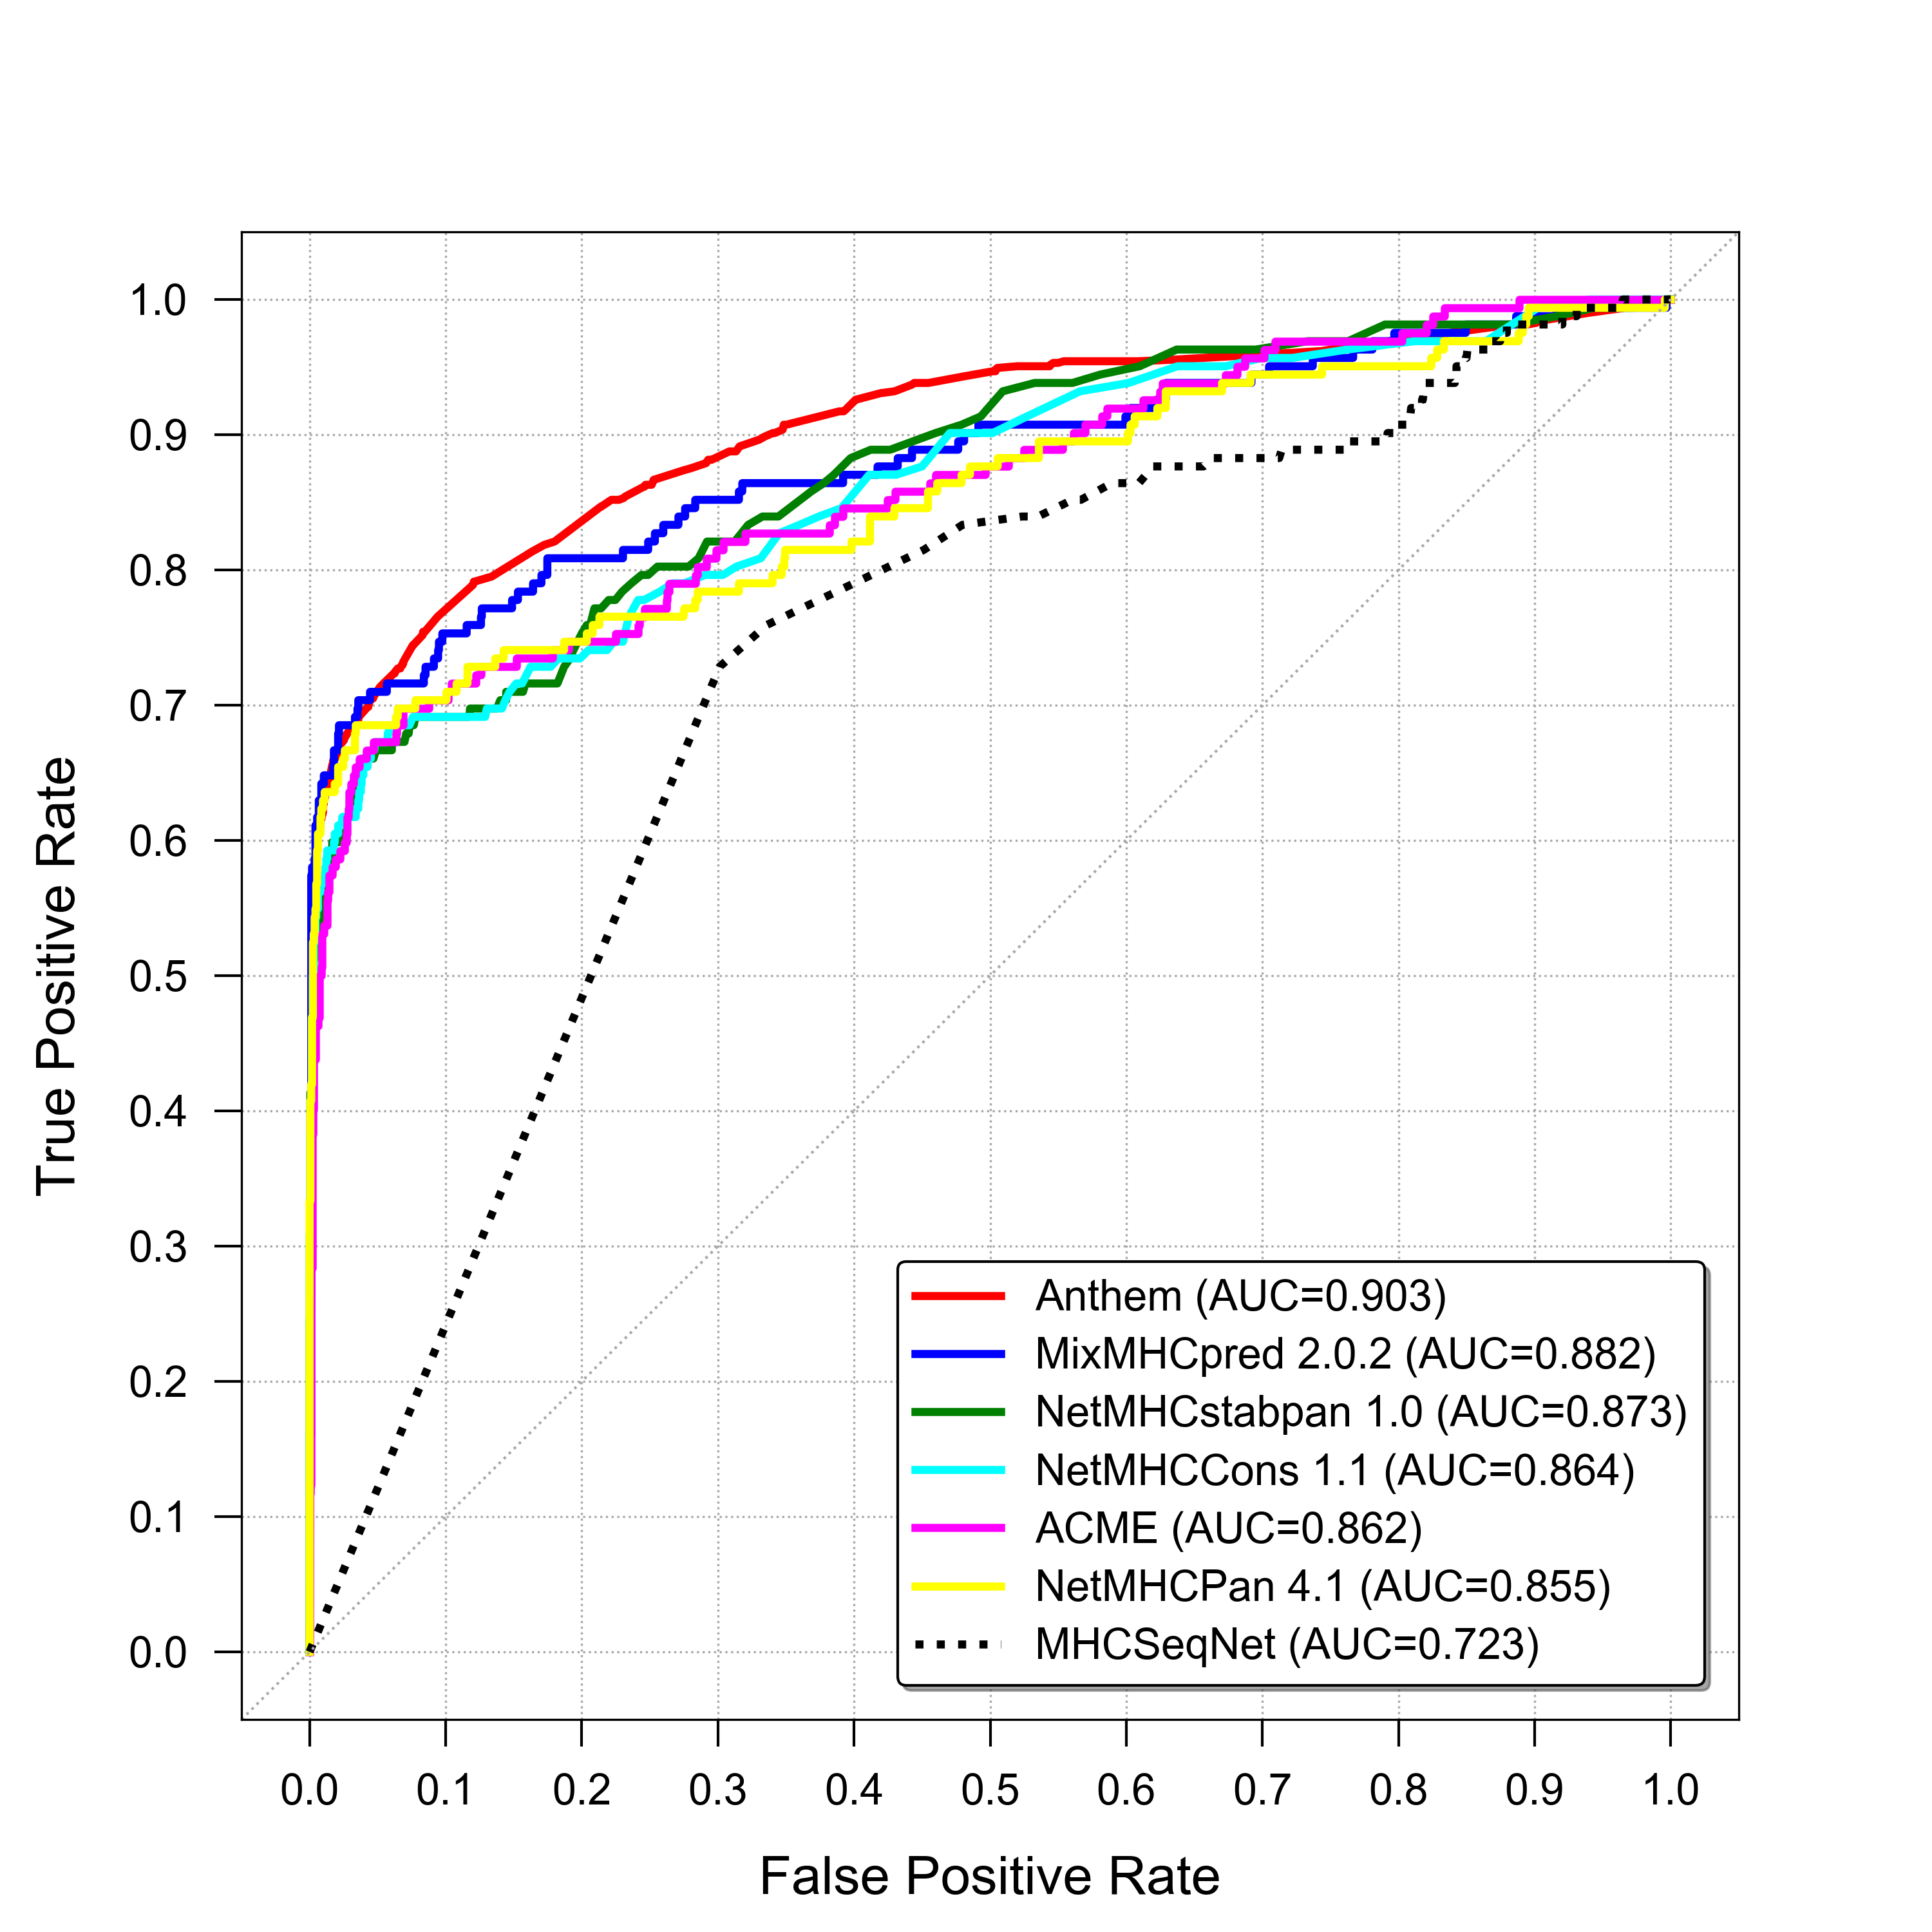 1.0
0.9
0.8
0.7
0.6
0.5
0.4
0.3
0.2
0.1
0.0
True Positive Rate
Anthem (AUC=0.903)
MixMHCpred 2.0.2 (AUC=0.882)
NetMHCstabpan 1.0 (AUC=0.873)
NetMHCCons 1.1 (AUC=0.864)
ACME (AUC=0.862)
NetMHCPan 4.1 (AUC=0.855)
MHCSeqNet (AUC=0.723)
0.0 0.1 0.2 0.3 0.4 0.5 0.6 0.7 0.8 0.9 1.0
False Positive Rate